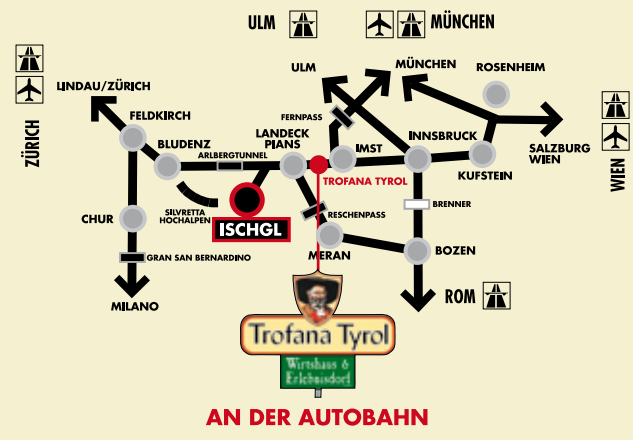 ULM
MÜNCHEN
ZÜRICH
LINDAU/ZÜRICH
ULM
MÜNCHEN
ROSENHEIM
FELDKIRCH
FERNPASS
WIEN
BLUDENZ
ARLBERGTUNNEL
LANDECK
PIANS
IMST
INNSBRUCK
SALZBURG
WIEN
KUFSTEIN
TROFANA TYROL
CHUR
SILVRETTA
HOCHALPEN
ISCHGL
RESCHENPASS
BRENNER
GRAN SAN BERNARDINO
MERAN
BOZEN
MILANO
ROM
Trofana Tyrol
Wirtshaus &
Erlebnisdorf
AN DER AUTOBAHN